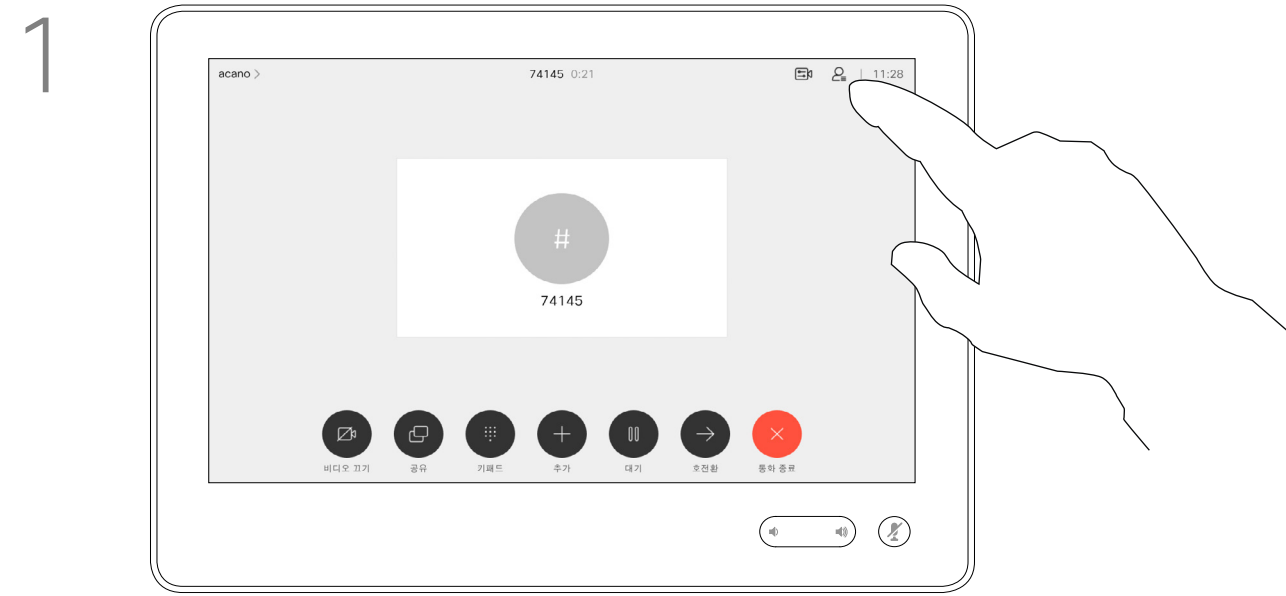 1
acano >
74145 0:21
11:28
#
74145
비디오 끄기
공유
키패드
추가
대기
호전환
통화 종료